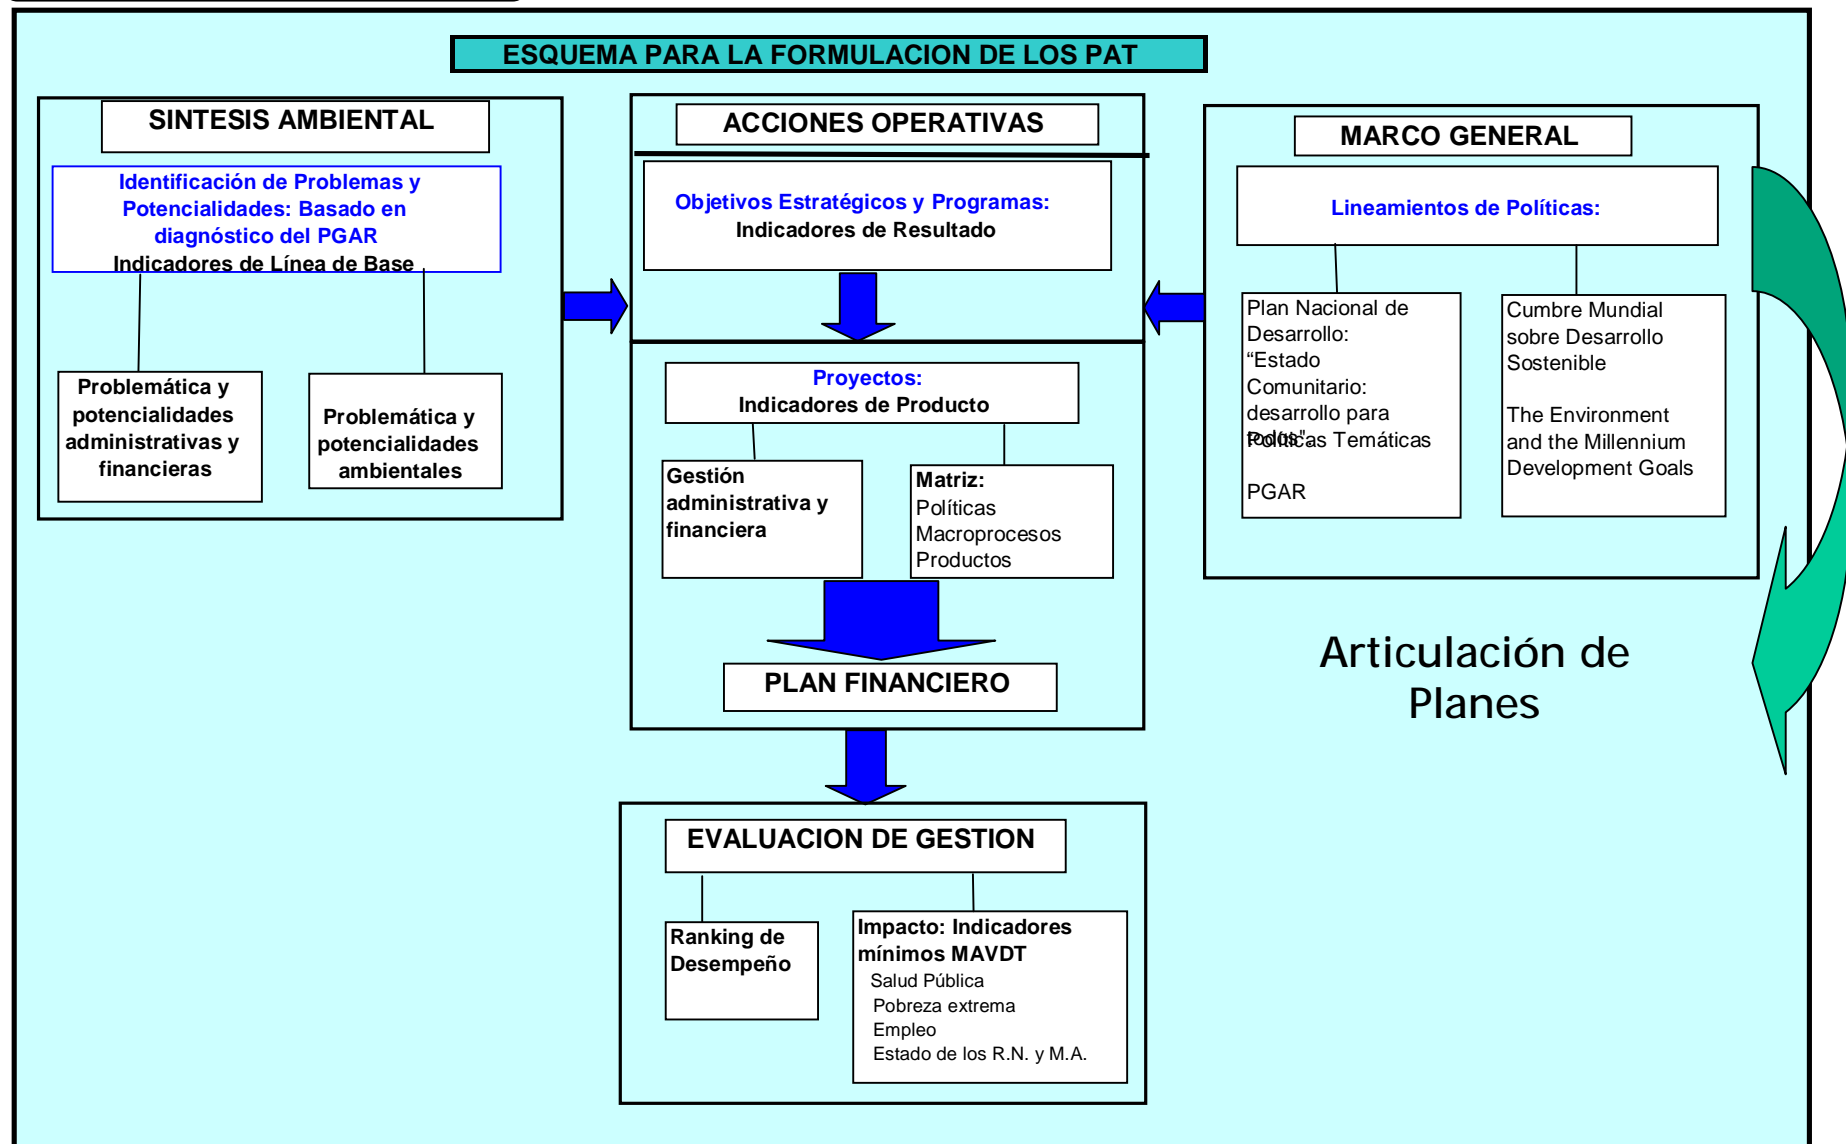 ESQUEMA PARA LA FORMULACION DE LOS PAT
SINTESIS AMBIENTAL
Identificación de Problemas y
Potencialidades: Basado en
diagnóstico del PGAR
Indicadores de Línea de Base
Problemática y
potencialidades
administrativas y
financieras
Problemática y
potencialidades
ambientales
ACCIONES OPERATIVAS
Objetivos Estratégicos y Programas:
Indicadores de Resultado
Proyectos:
Indicadores de Producto
Gestión
administrativa y
financiera
Matriz:
Políticas
Macroprocesos
Productos
PLAN FINANCIERO
MARCO GENERAL
Lineamientos de Políticas:
Plan Nacional de
Desarrollo:
“Estado
Comunitario:
desarrollo para
todos”.
Políticas Temáticas
PGAR
Cumbre Mundial
sobre Desarrollo
Sostenible
The Environment
and the Millennium
Development Goals
Articulación de
Planes
EVALUACION DE GESTION
Ranking de
Desempeño
Impacto: Indicadores
mínimos MAVDT
Salud Pública
Pobreza extrema
Empleo
Estado de los R.N. y M.A.